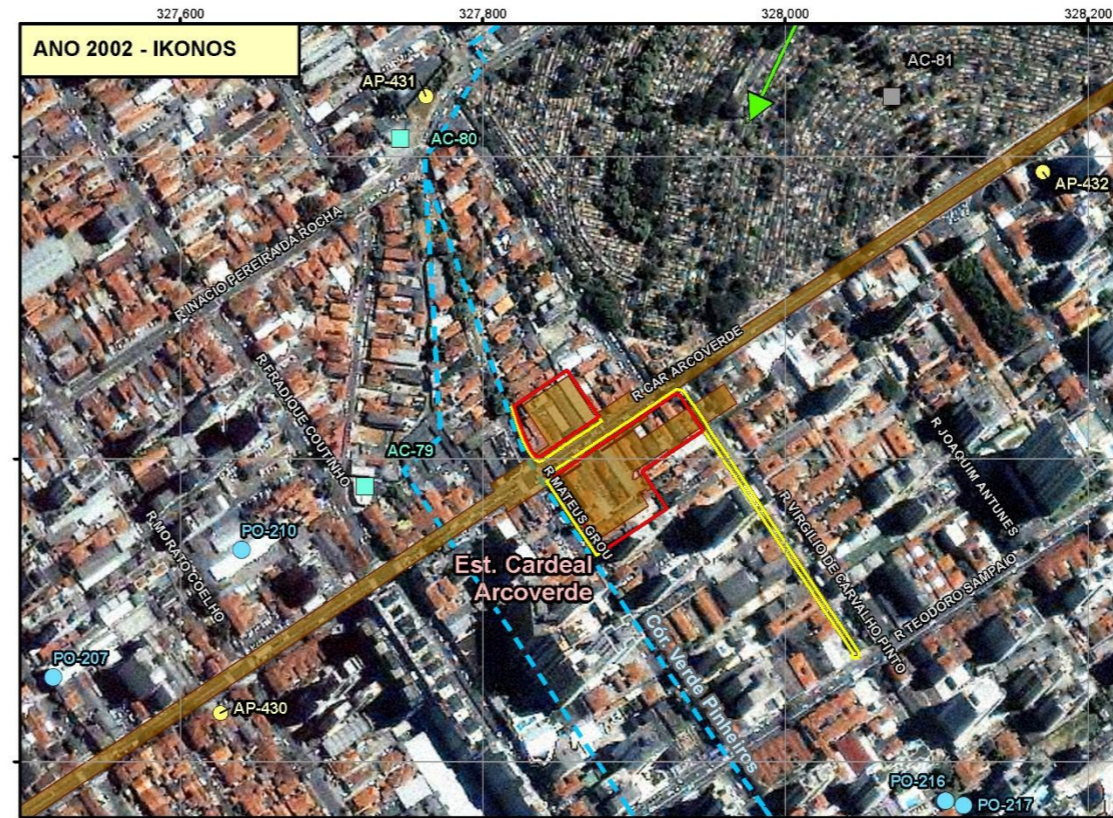 327,600
327,800
328,000
328,200
ANO 2002 - IKONOS
AP-431
AC-80
AC-81
AP-432
R INACIO PEREIRA DA ROCHA
R FRADIQUE COUTINHO
R CAR ARCOVERDE
AC-79
R JOAQUIM ANTUNES
R MORATO COELHO
PO-210
R MATEUS GROU
R VIRGILIO DE CARVALHO PINTO
Est. Cardeal
Arcoverde
R TEODORO SAMPAIO
Cór. Verde Pinheiros
PO-207
AP-430
PO-216
PO-217